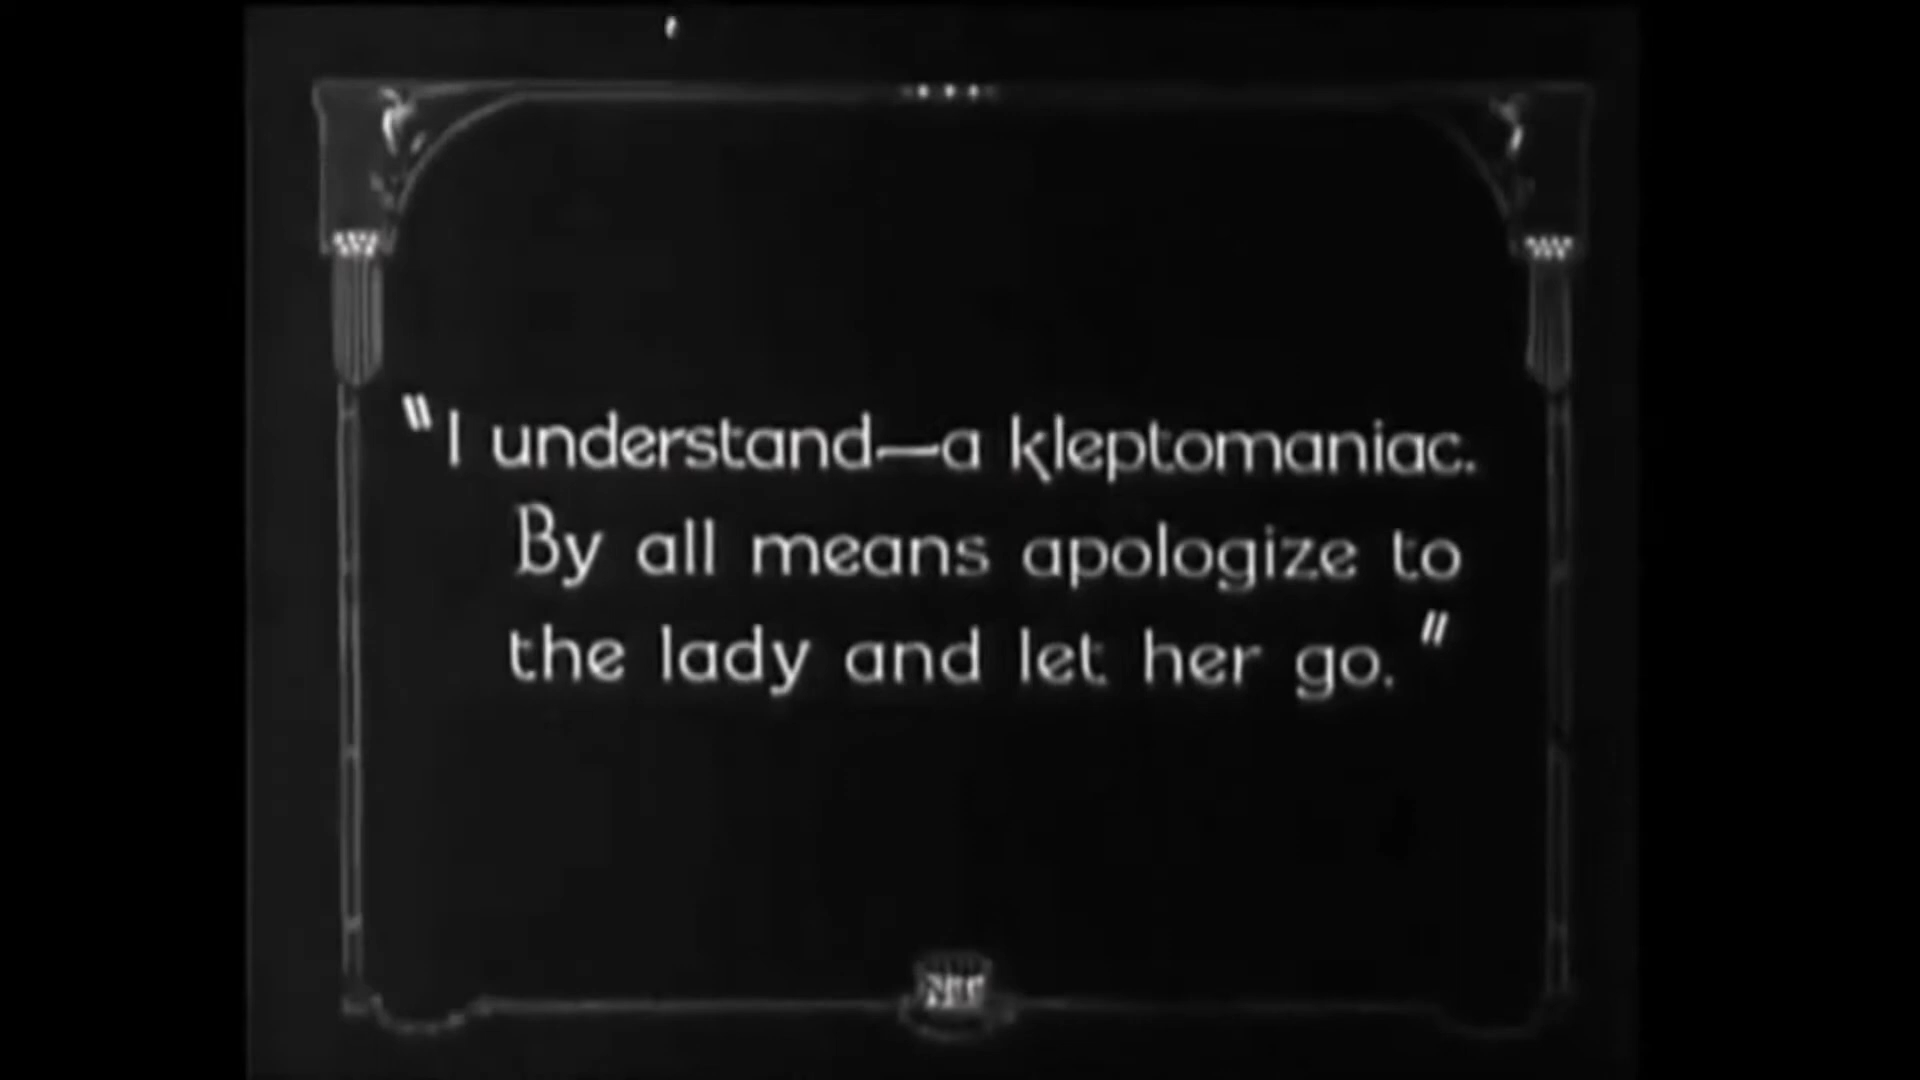 "I understand—a kleptomaniac.
By all means apologize to
the lady and let her go."